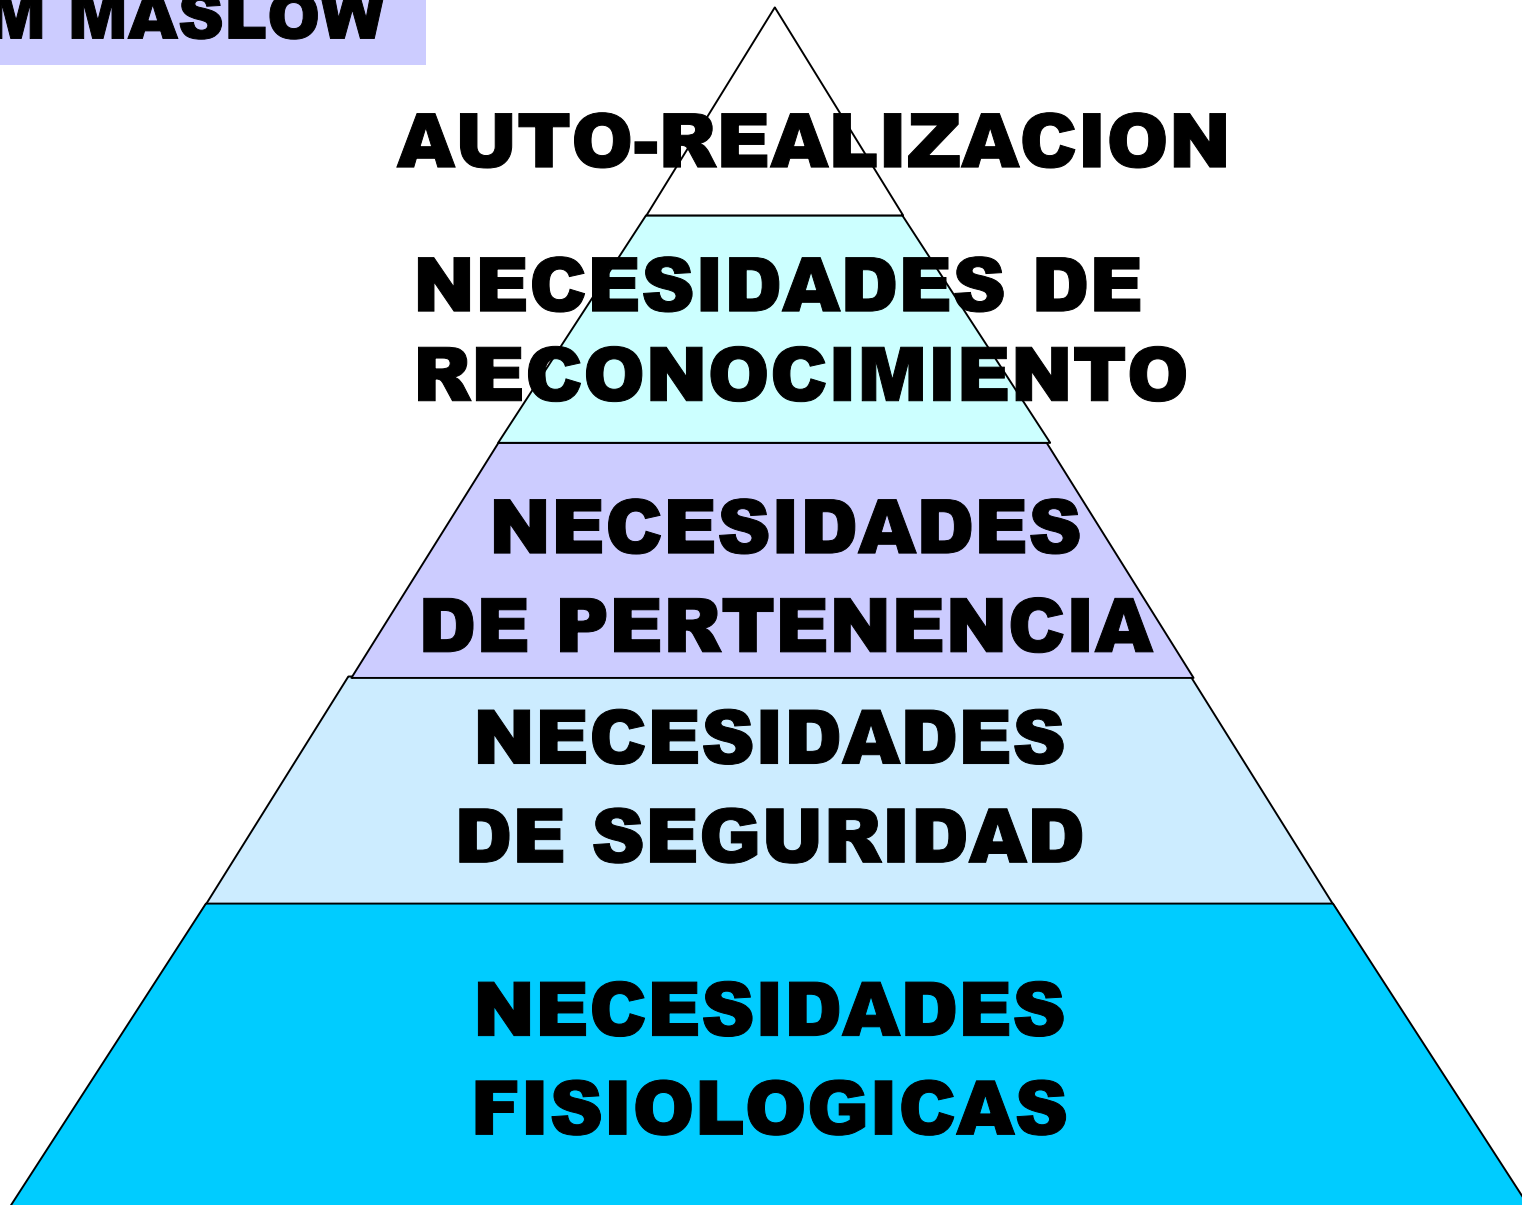 M MASLOW
AUTO-REALIZACION
NECESIDADES DE
RECONOCIMIENTO
NECESIDADES
DE PERTENENCIA
NECESIDADES
DE SEGURIDAD
NECESIDADES
FISIOLOGICAS